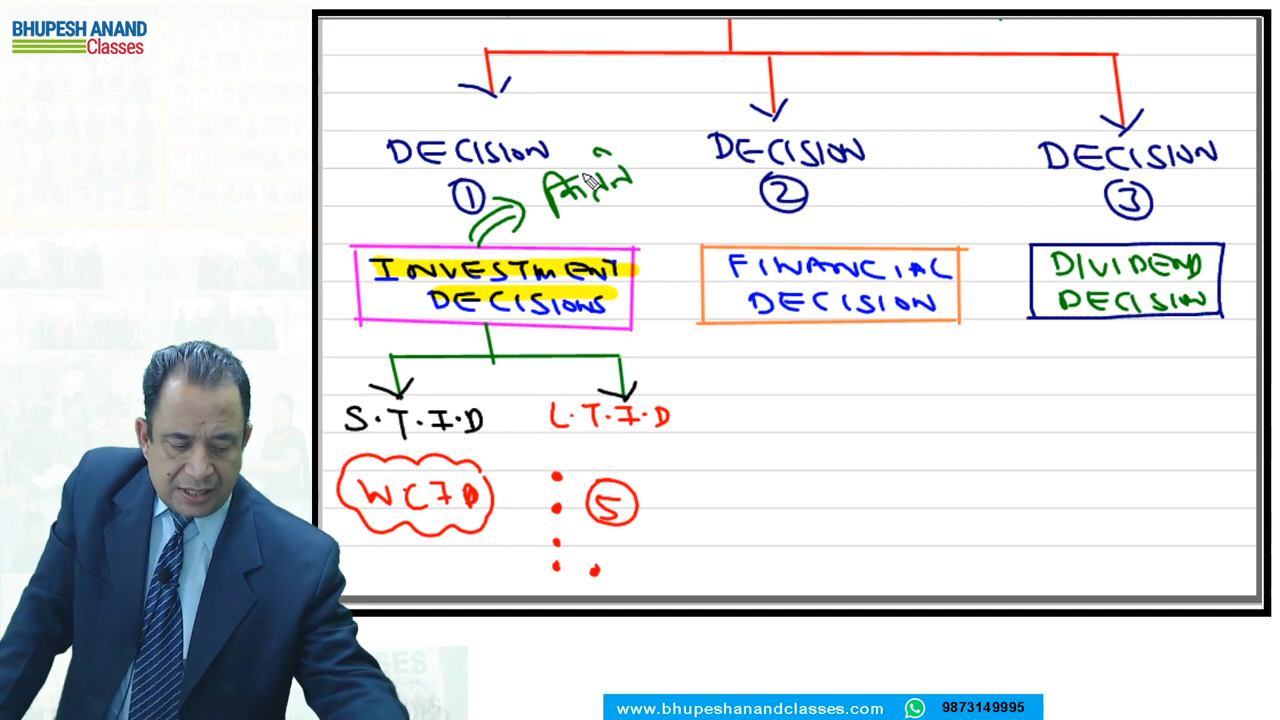 BHUPESH ANAND
Classes
DECISION
①
DECISION
②
DECISION
③
INVESTMENT
DECISIONS
FINANCIAL
DECISION
DIVIDEND
DECISION
S.T.I.D
L.T.I.D
5
www.bhupeshanandclasses.com
9873149995